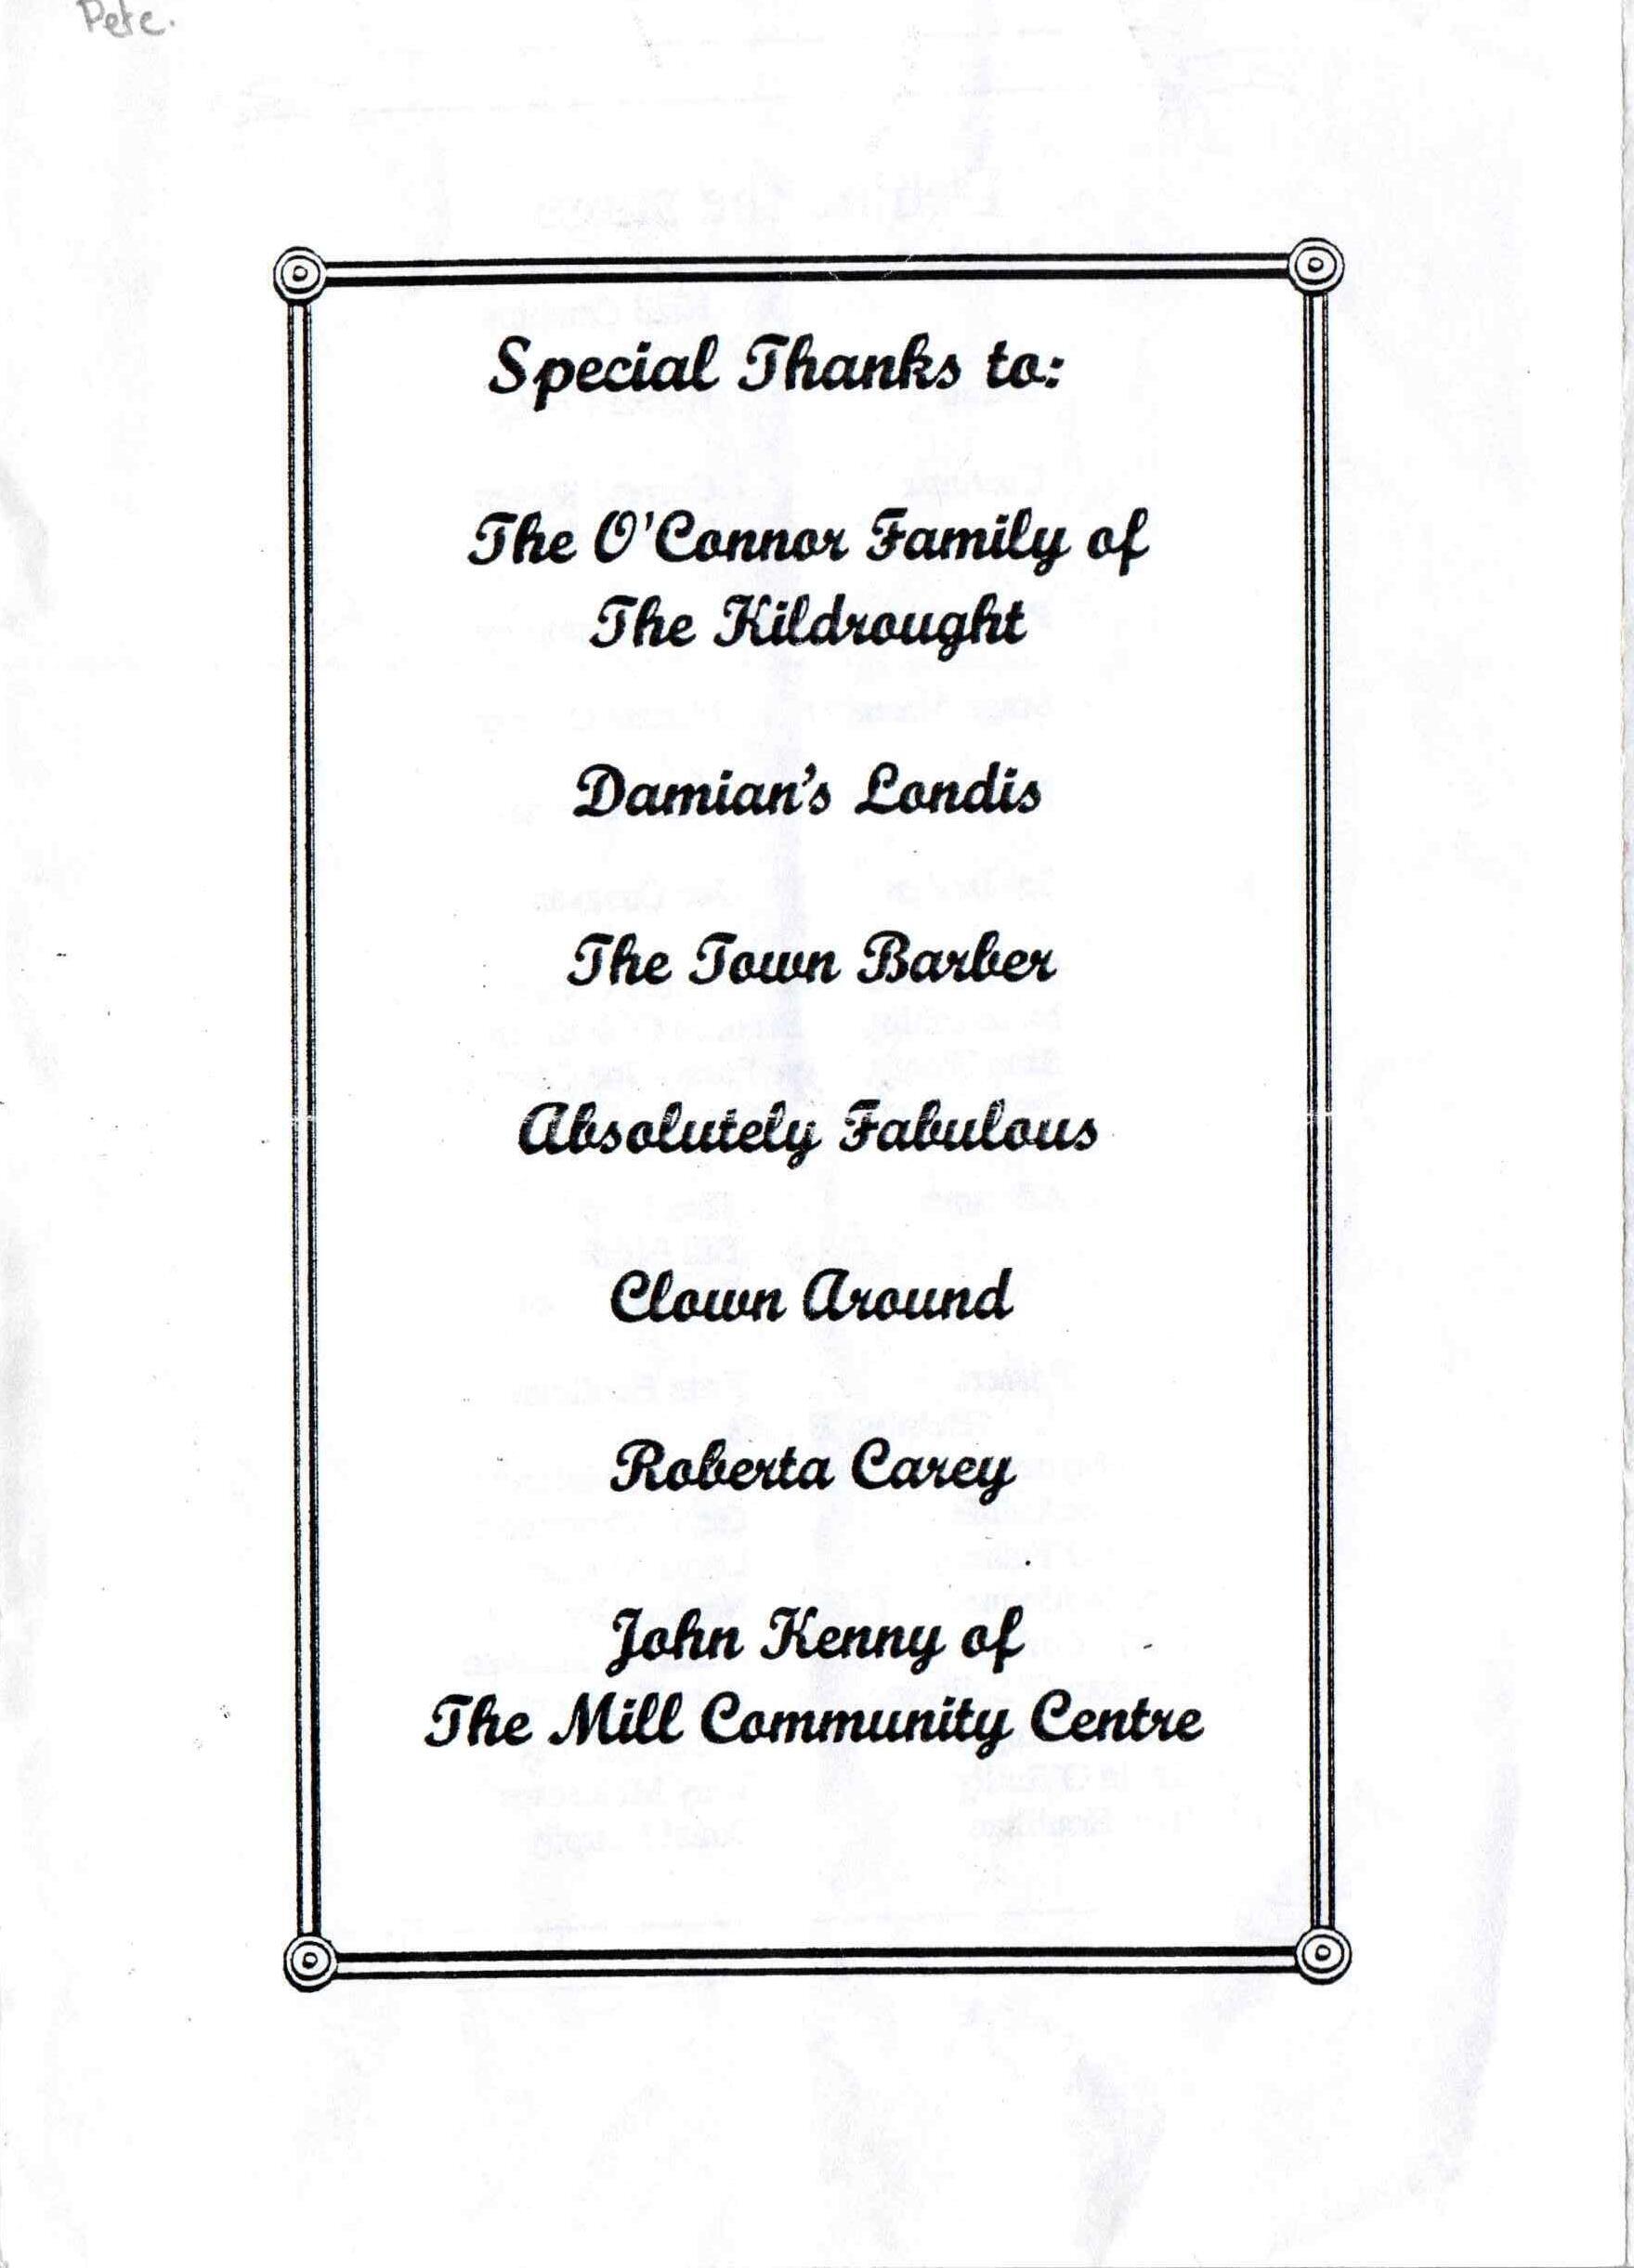 Pete.
Special Thanks to:
The O'Connor Family of
The Kildrought
Damian's Londis
The Town Barber
Absolutely Fabulous
Clown Around
Roberta Carey
John Kenny of
The Mill Community Centre